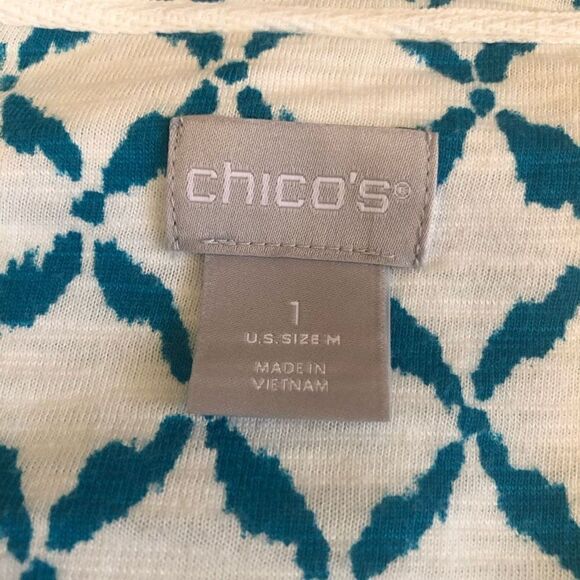 chico's®
1
U.S. SIZE M
MADE IN
VIETNAM